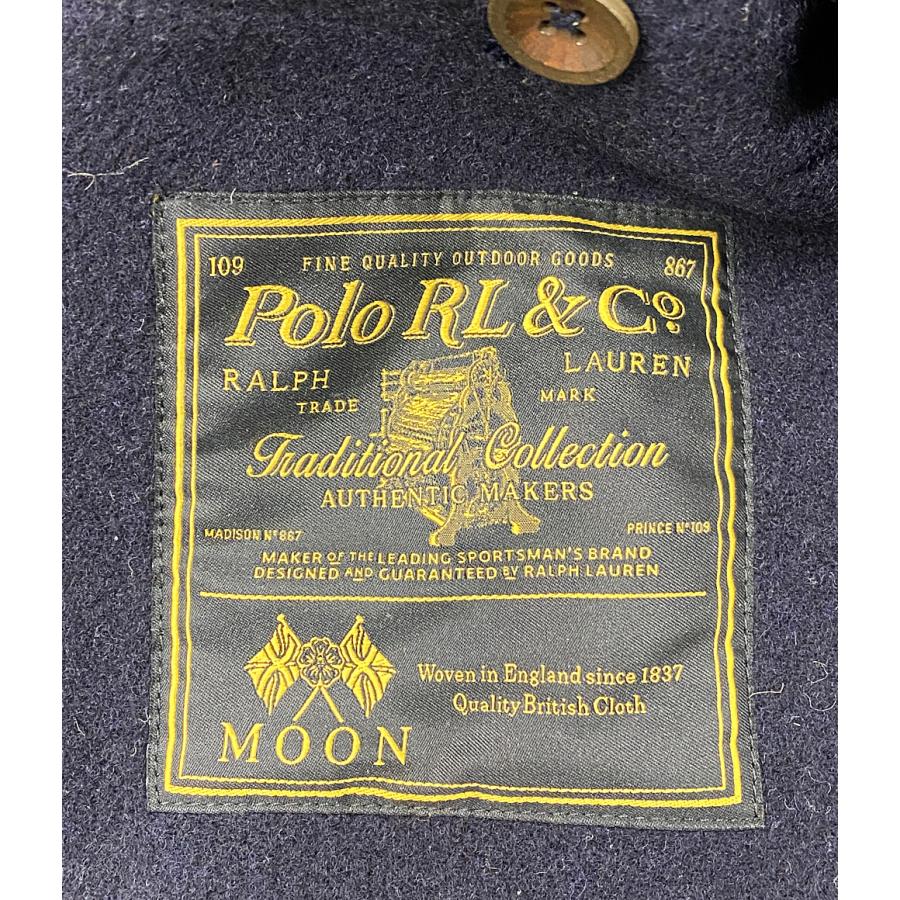 109 FINE QUALITY OUTDOOR GOODS 867
Polo RL & Co
RALPH LAUREN
TRADE MARK
Traditional Collection
AUTHENTIC MAKERS
MADISON Nº 867 PRINCE Nº 109
MAKER OF THE LEADING SPORTSMAN'S BRAND
DESIGNED AND GUARANTEED BY RALPH LAUREN
Woven in England since 1837
Quality British Cloth
MOON